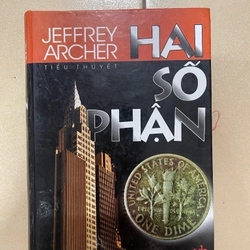 JEFFREY
ARCHER
TIỂU THUYẾT
HAI
SỐ
PHẬN
UNITED STATES OF AMERICA
ONE DIME